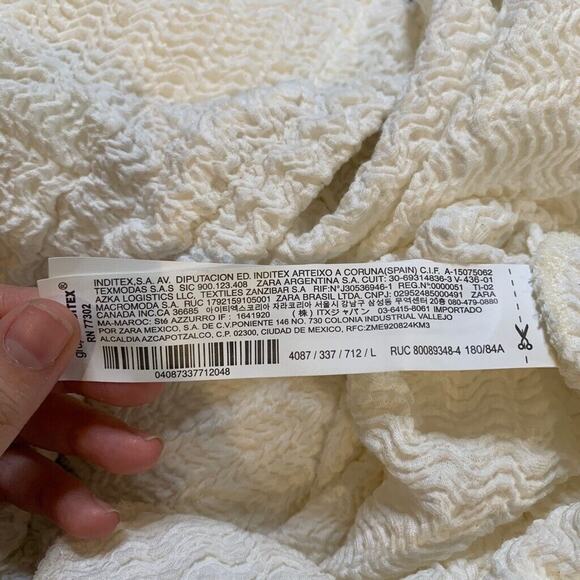 INDITEX,S.A. AV. DIPUTACION ED. INDITEX ARTEIXO A CORUNA(SPAIN) C.I.F. A-15075062
TEXMODAS S.A.S SIC 900.123.408 ZARA ARGENTINA S.A. CUIT: 30-69314836-3 V-436-01
AZKA LOGISTICS LLC, TEXTILES ZANZIBAR S.A. RIF:Nº J30536946-1 REG.N:0000051 TI-02
MACROMODA S.A. RUC 1792159105001 ZARA BRASIL LTDA. CNPJ: 02952485000491 ZARA
CANADA INC.CA 36685 아이티엑스코리아 자라코리아 서울시 강남구 삼성동 무역센타 20층 080-479-0880
MA-MAROC: Sté AZZURRO IF : 1641920 (株) ITXジャパン 03-6415-8061 IMPORTADO
POR ZARA MEXICO, S.A. DE C.V.PONIENTE 146 NO. 730 COLONIA INDUSTRIAL VALLEJO
ALCALDIA AZCAPOTZALCO, C.P. 02300, CIUDAD DE MEXICO, RFC:ZME920824KM3
4087 / 337 / 712 / L RUC 80089348-4 180/84A
04087337712048
RN 77302